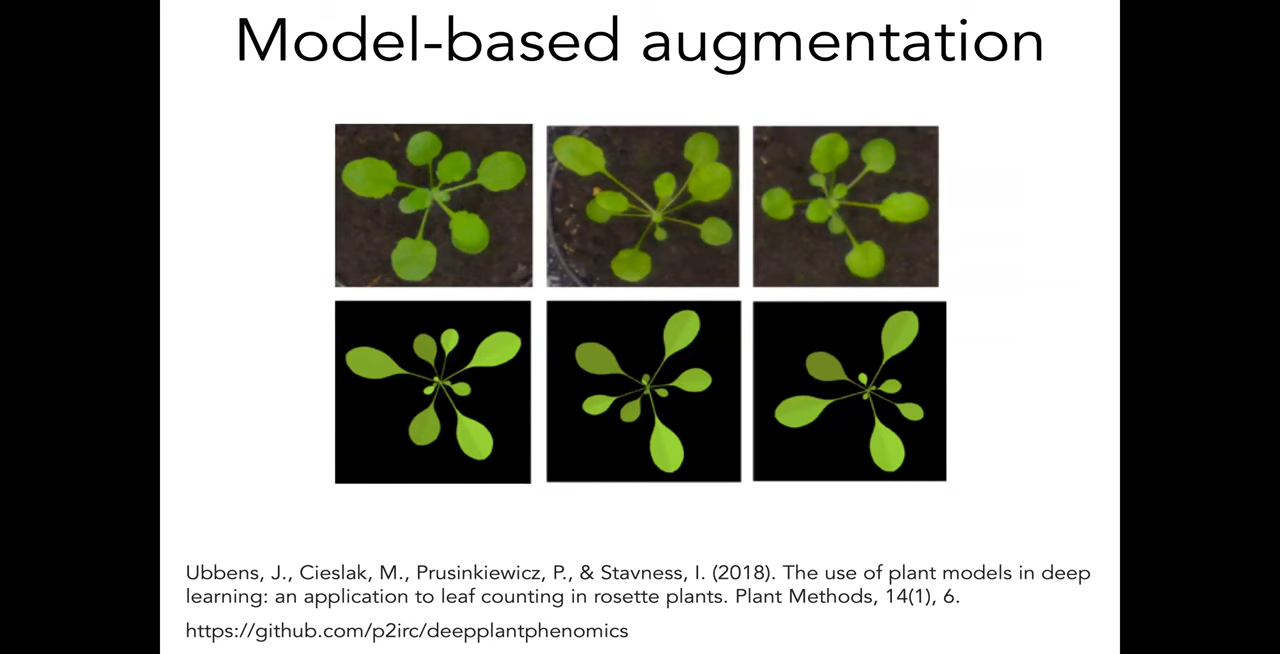 Model-based augmentation
Ubbens, J., Cieslak, M., Prusinkiewicz, P., & Stavness, I. (2018). The use of plant models in deep
learning: an application to leaf counting in rosette plants. Plant Methods, 14(1), 6.
https://github.com/p2irc/deepplantphenomics